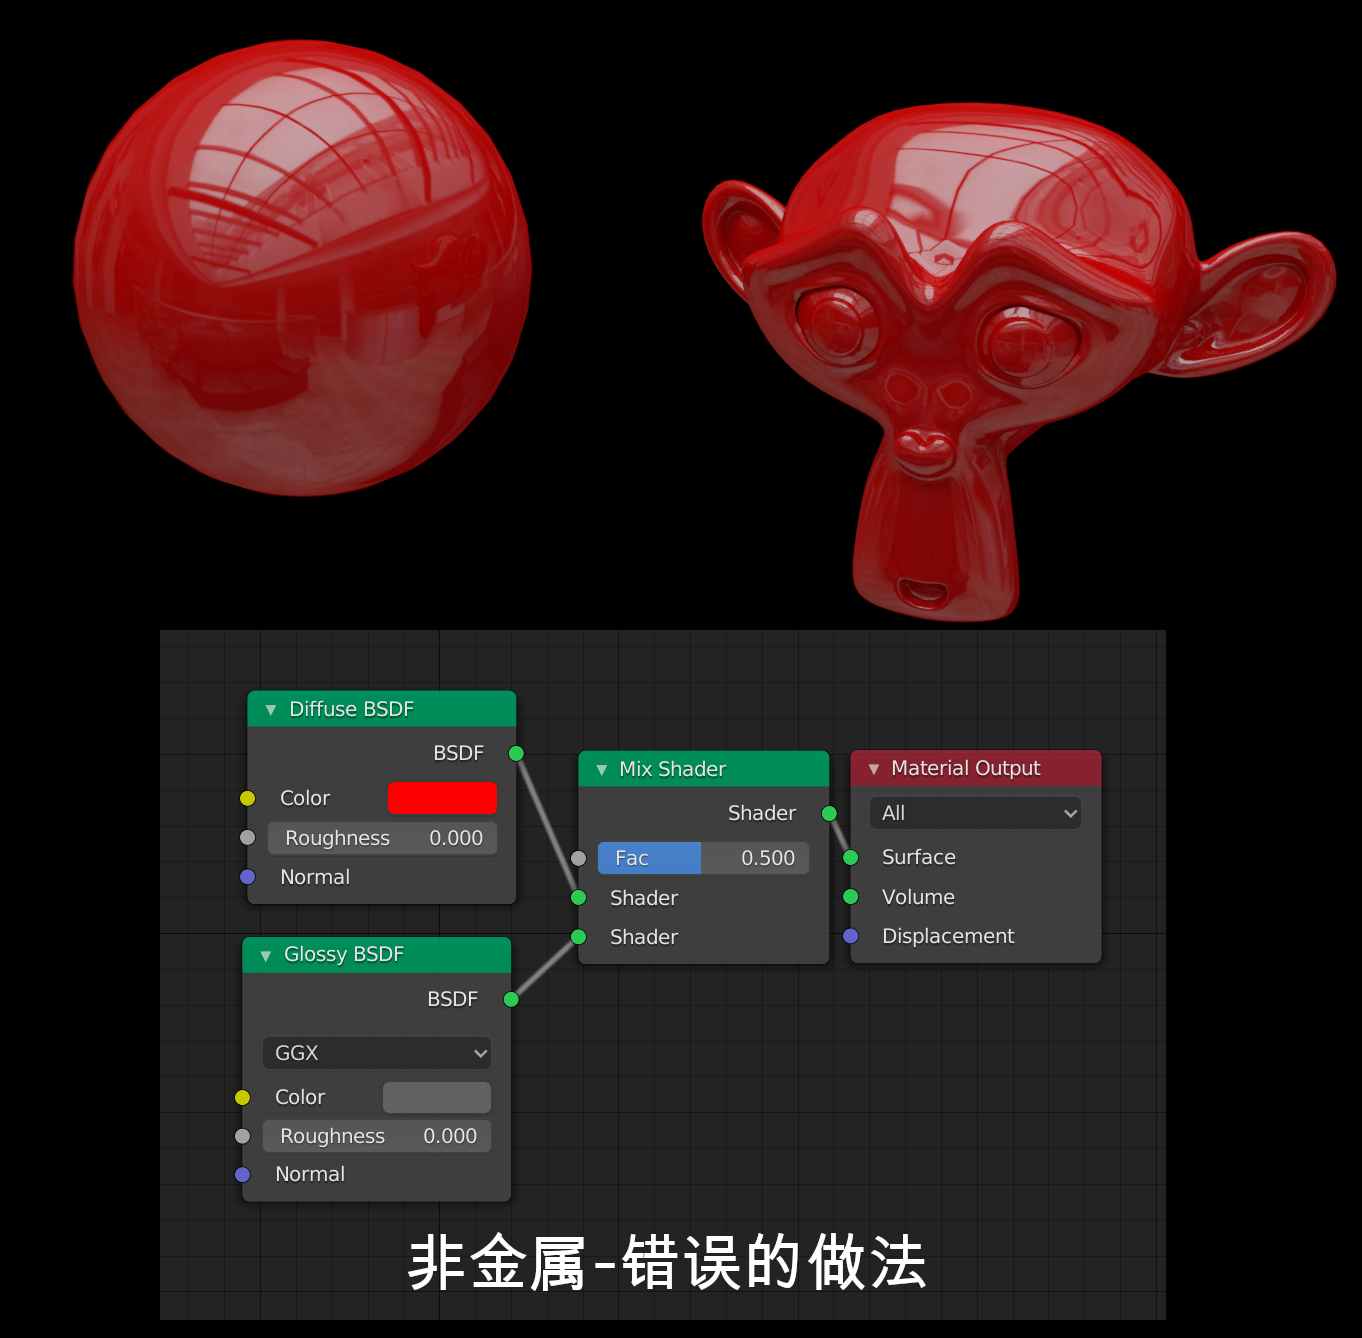 Diffuse BSDF
BSDF
Color
Roughness 0.000
Normal
Glossy BSDF
BSDF
GGX
Color
Roughness 0.000
Normal
Mix Shader
Shader
Fac 0.500
Shader
Shader
Material Output
All
Surface
Volume
Displacement
非金属-错误的做法